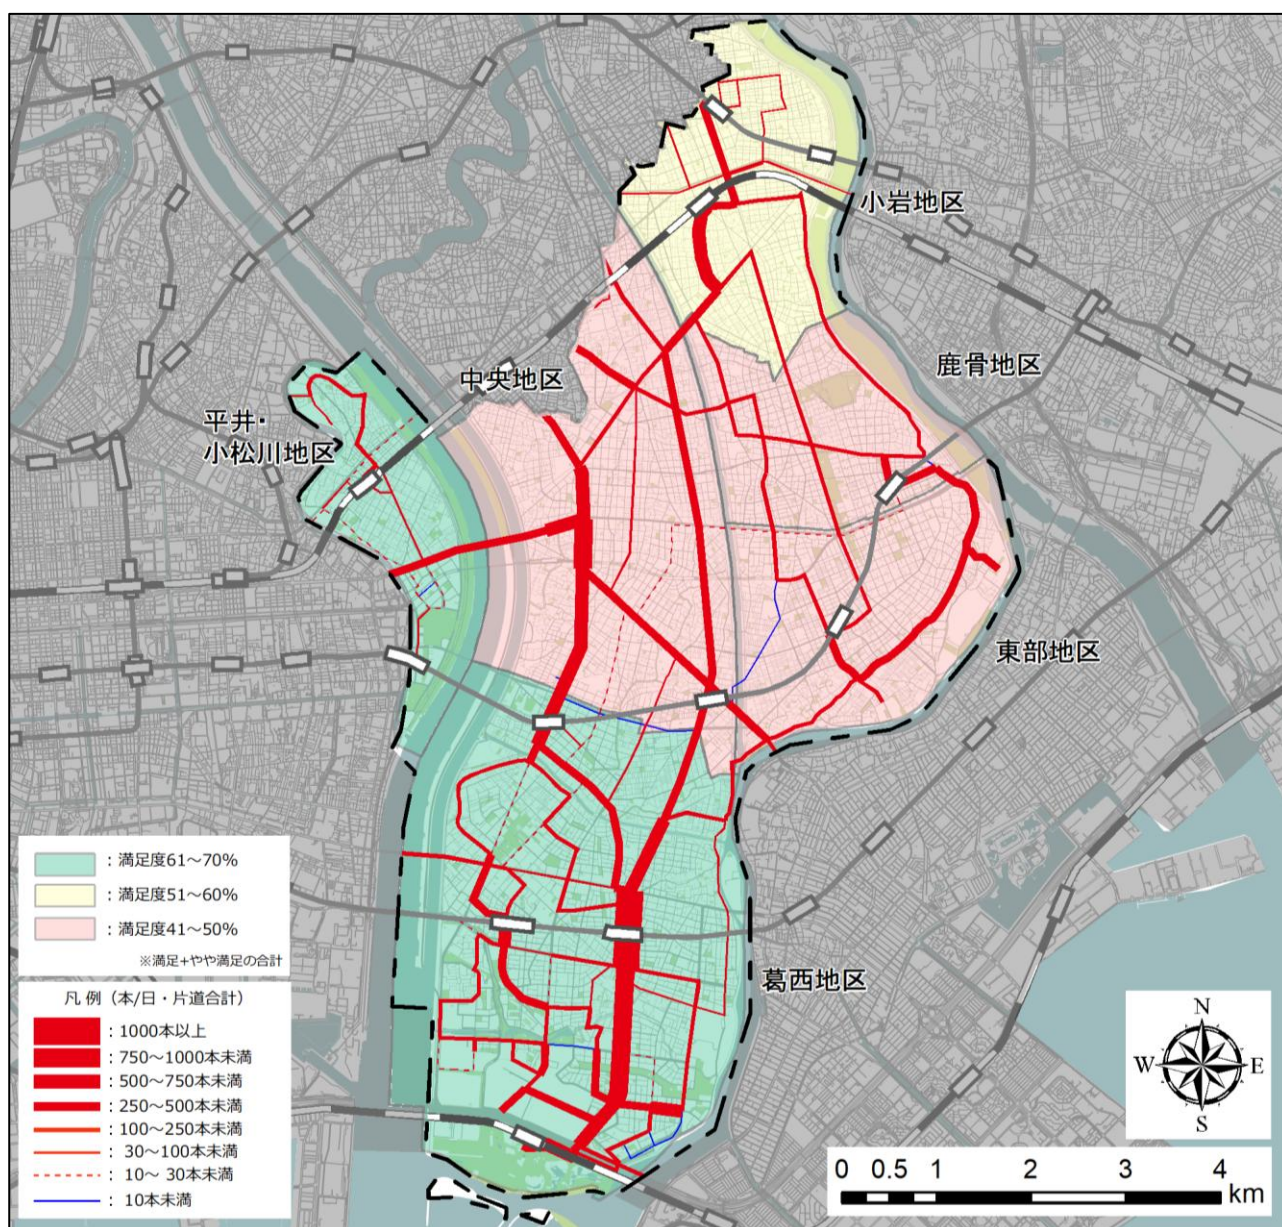 小岩地区
鹿骨地区
中央地区
平井・
小松川地区
東部地区
葛西地区
：満足度61～70%
：満足度51～60%
：満足度41～50%
※満足+やや満足の合計
凡 例（本/日・片道合計）
：1000本以上
：750～1000本未満
：500～750本未満
：250～500本未満
：100～250本未満
：30～100本未満
：10～ 30本未満
：10本未満
N
W E
S
0 0.5 1 2 3 4
km